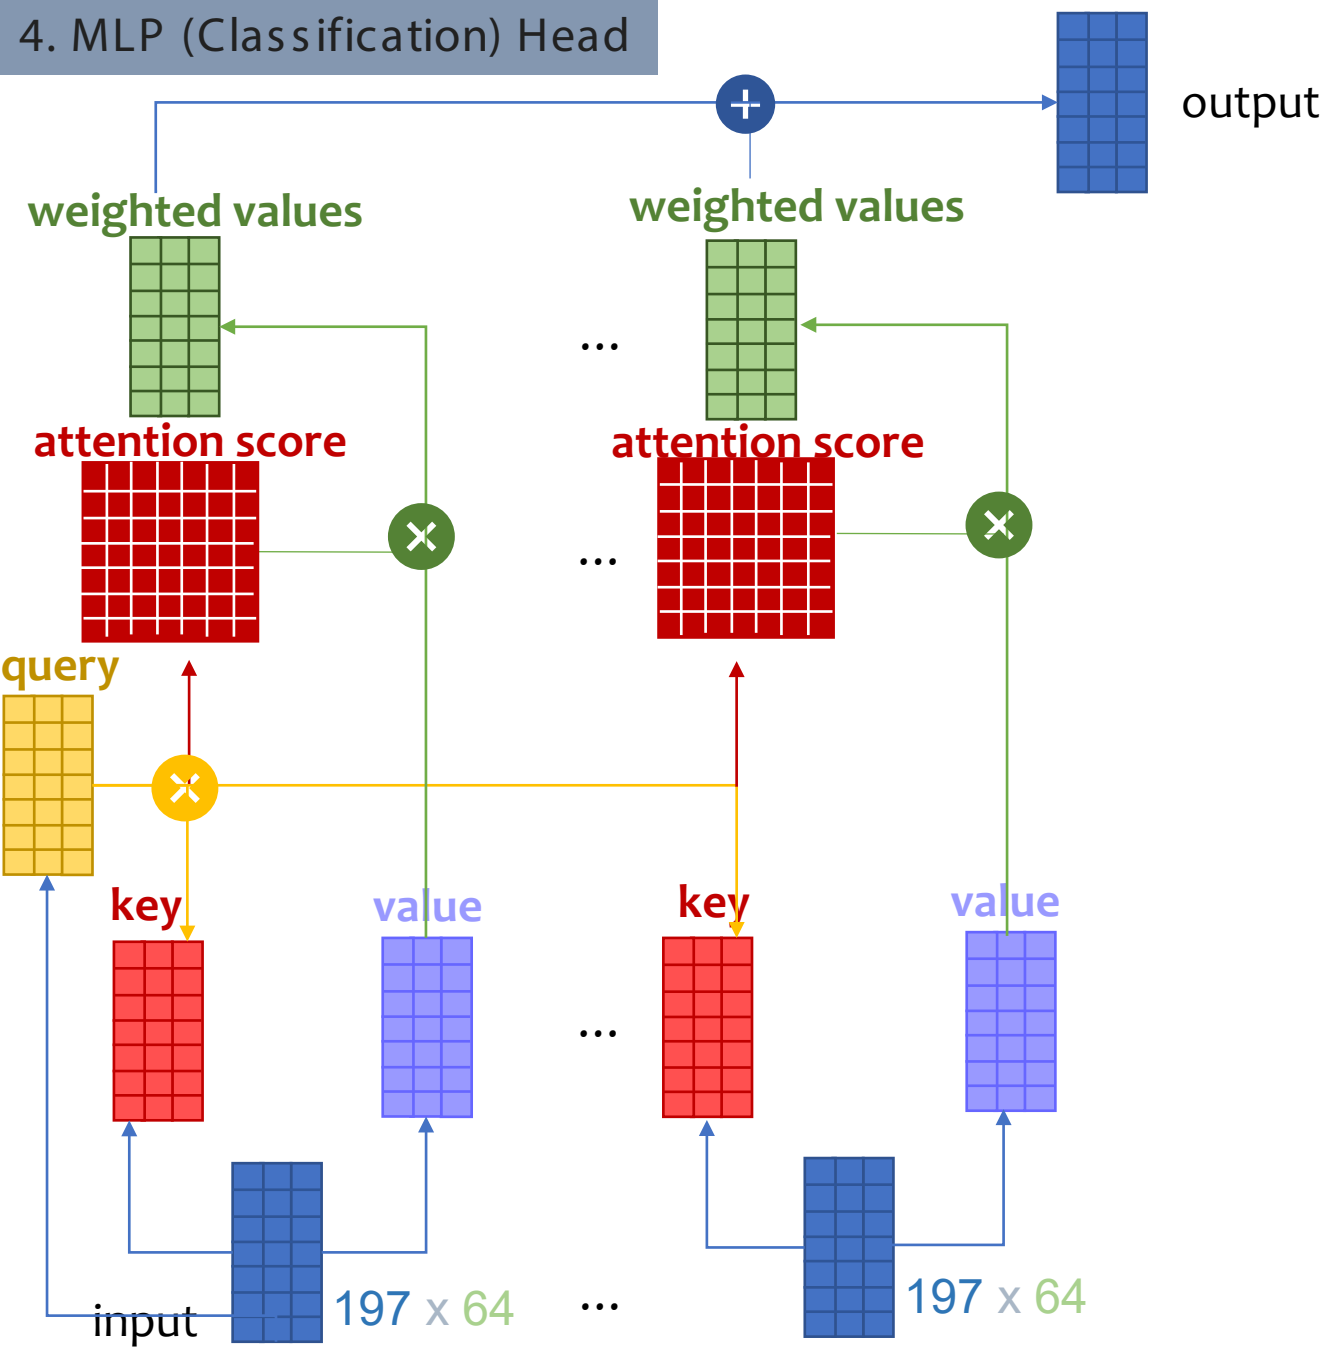 4. MLP (Classification) Head
output
weighted values
weighted values
...
attention score
attention score
...
query
key
value
key
value
...
input
197 x 64
...
197 x 64